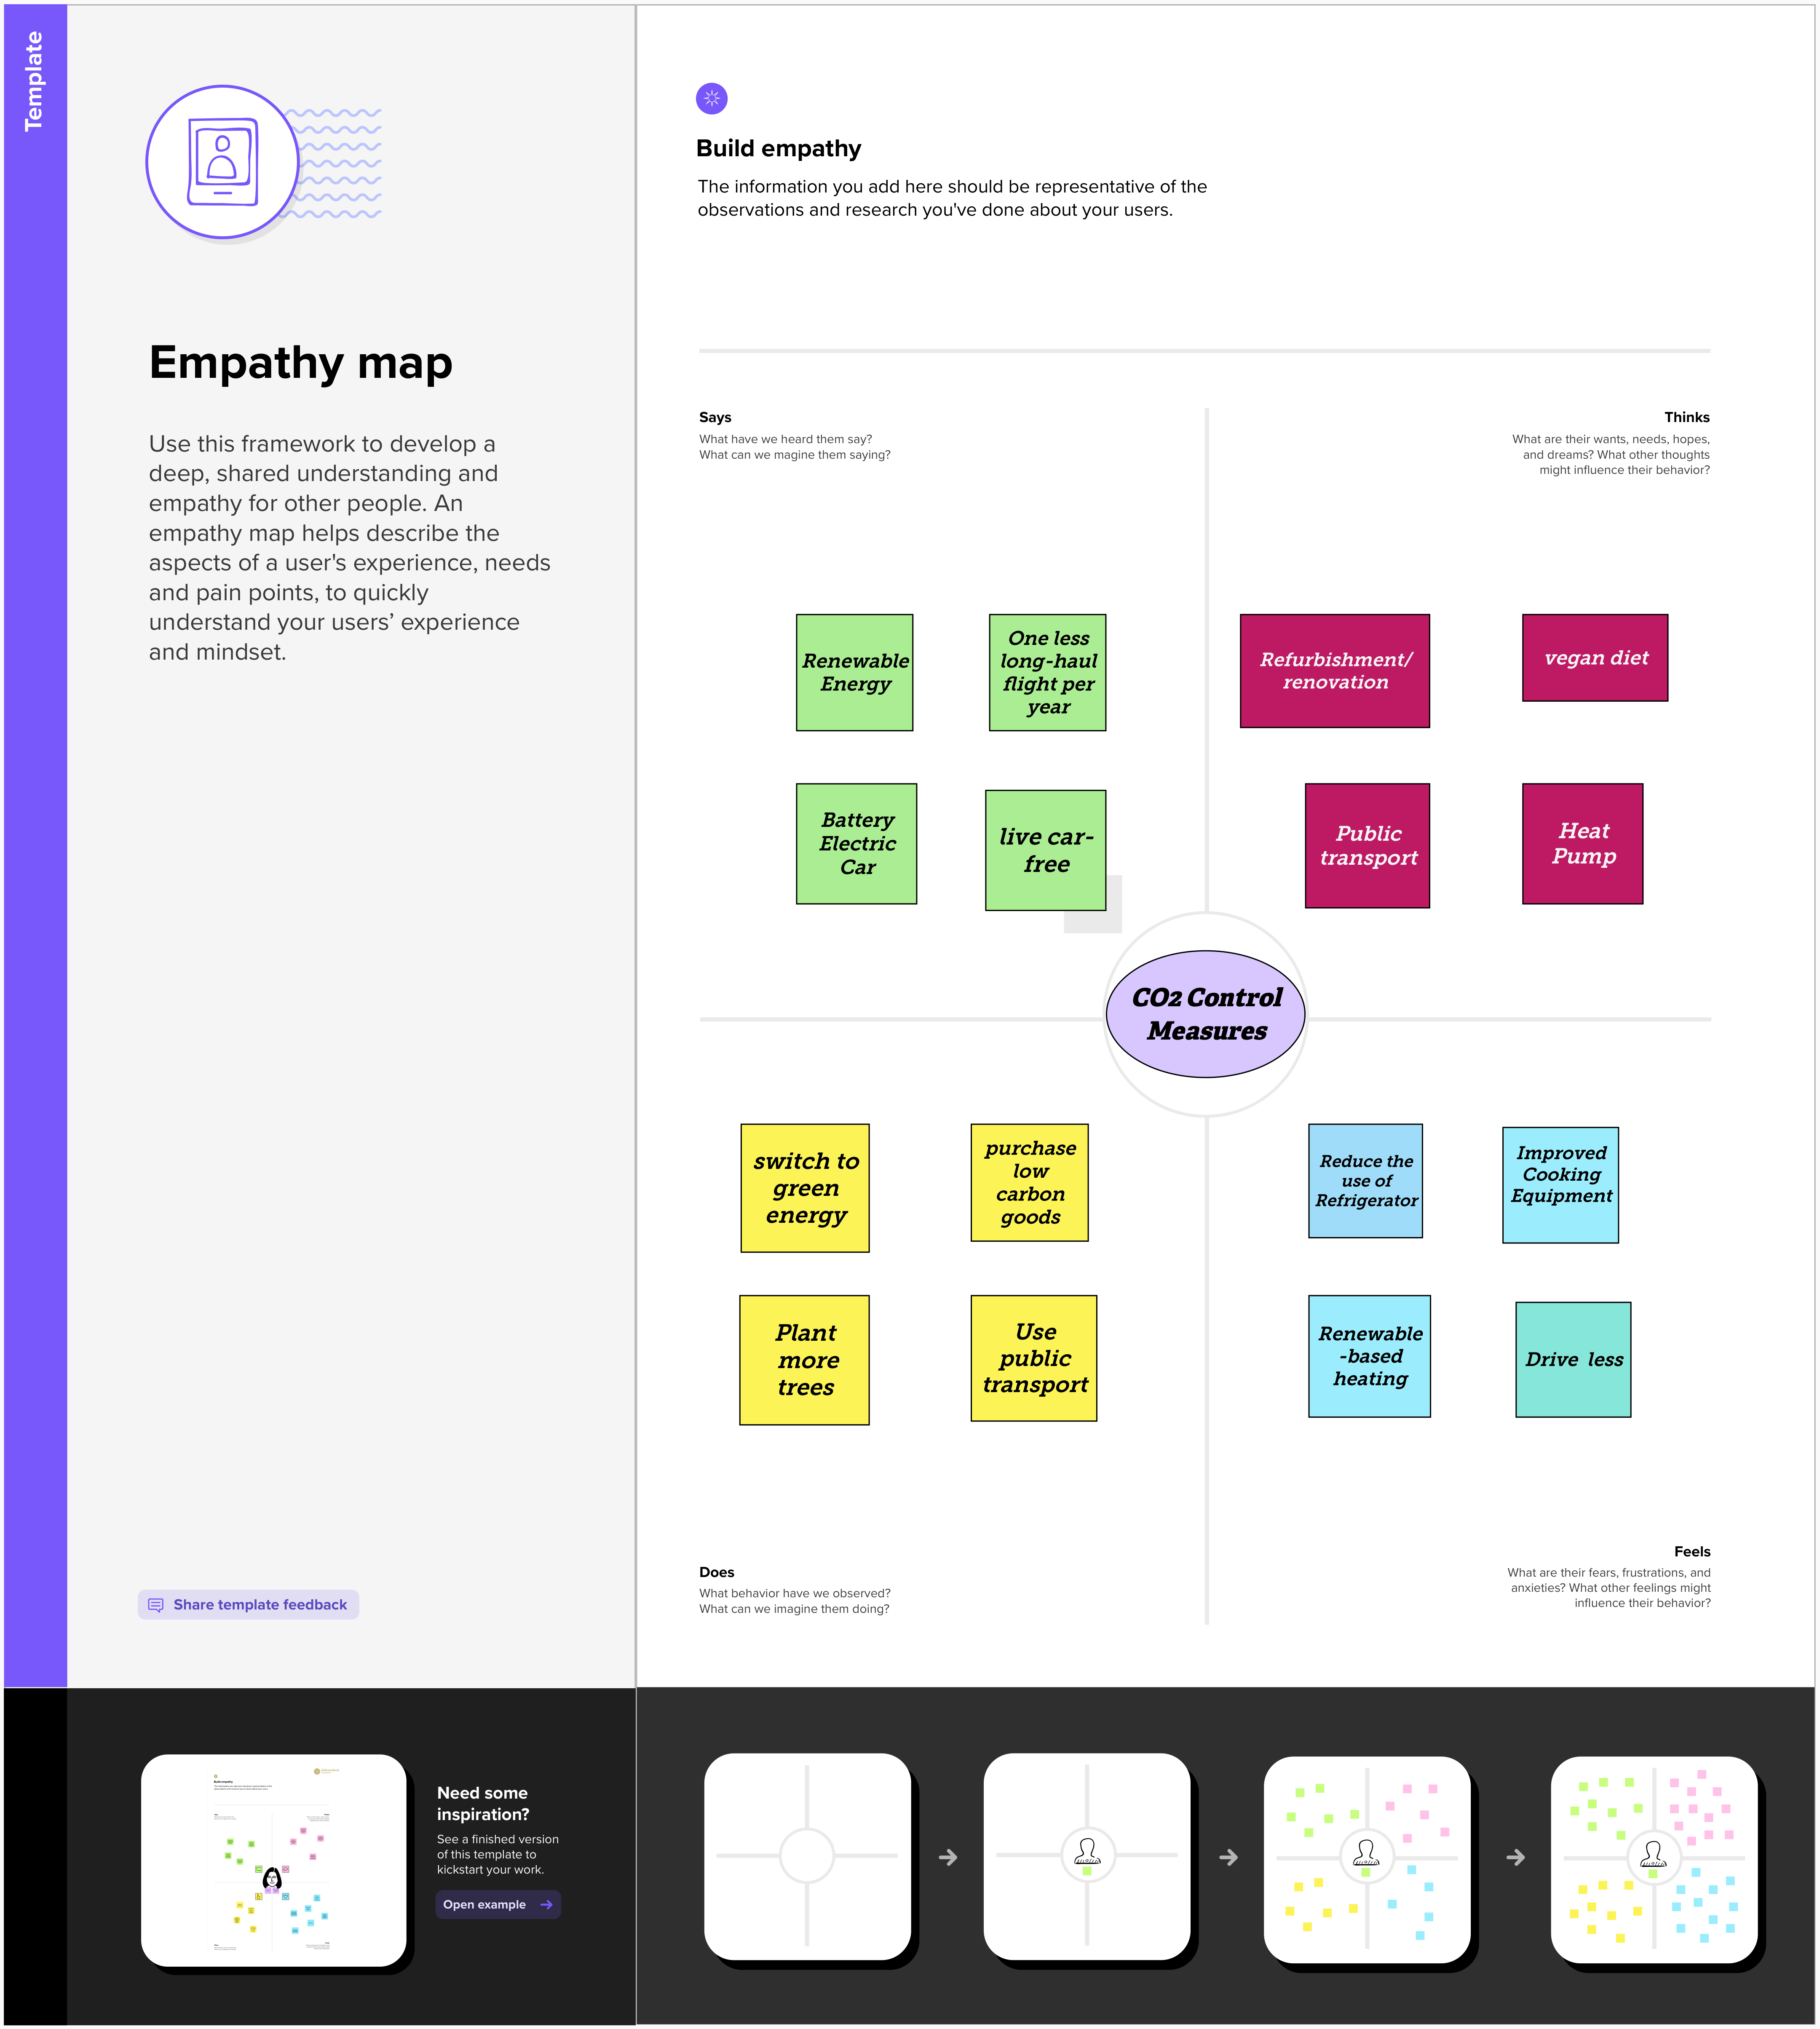 Template
Empathy map
Use this framework to develop a
deep, shared understanding and
empathy for other people. An
empathy map helps describe the
aspects of a user's experience, needs
and pain points, to quickly
understand your users’ experience
and mindset.
Share template feedback
Build empathy
The information you add here should be representative of the
observations and research you've done about your users.
Says
What have we heard them say?
What can we magine them saying?
Thinks
What are their wants, needs, hopes,
and dreams? What other thoughts
might influence their behavior?
Renewable
Energy
One less
long-haul
flight per
year
Refurbishment/
renovation
vegan diet
Battery
Electric
Car
live car-
free
Public
transport
Heat
Pump
CO2 Control
Measures
switch to
green
energy
purchase
low
carbon
goods
Reduce the
use of
Refrigerator
Improved
Cooking
Equipment
Plant
more
trees
Use
public
transport
Renewable
-based
heating
Drive less
Does
What behavior have we observed?
What can we imagine them doing?
Feels
What are their fears, frustrations, and
anxieties? What other feelings might
influence their behavior?
Build empathy
Need some
inspiration?
See a finished version
of this template to
kickstart your work.
Open example